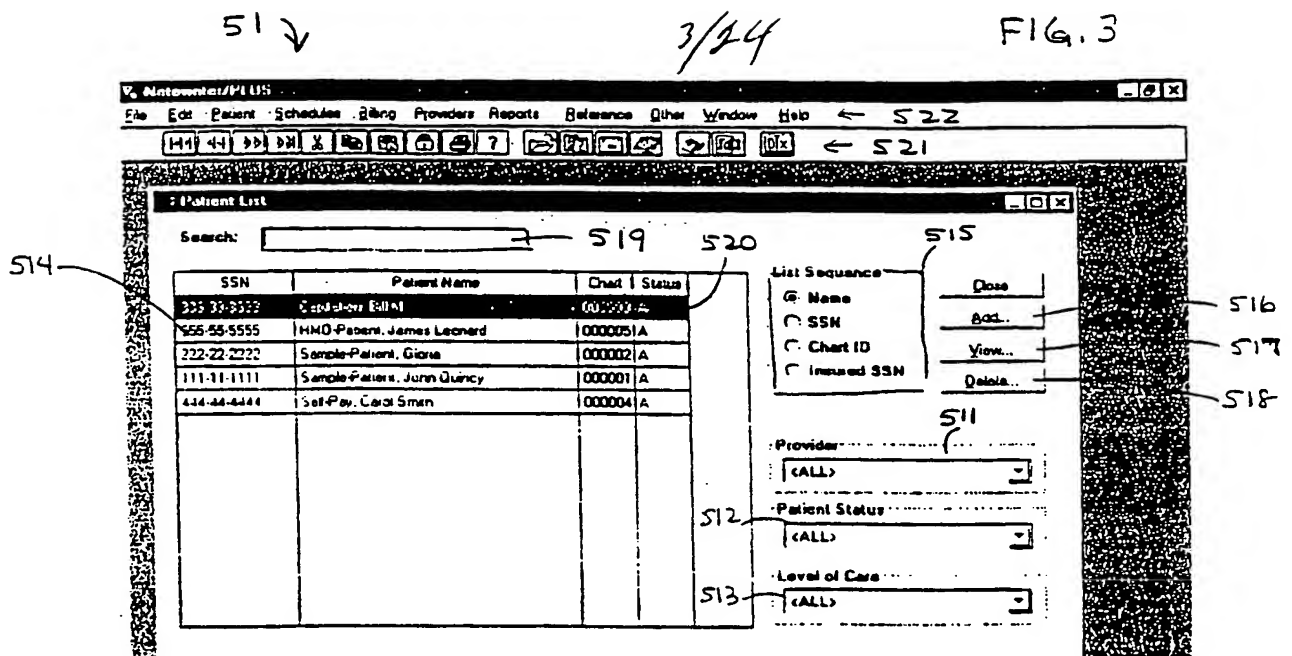 51 3/24 FIG. 3
File Edit Patient Schedules Billing Providers Reports Reference Other Window Help ← 522
← 521
Patient List
Search: 519 520 515
514
SSN Patient Name Chart Status
List Sequence
Name
SSN
Chart ID
Insured SSN
Close
Add... 516
View... 517
Delete... 518
A
555-55-5555 HMO-Patient, James Leonard 000005 A
222-22-2222 Sample-Patient, Gloria 000002 A
111-11-1111 Sample-Patient, John Quincy 000001 A
444-44-4444 Self-Pay, Carol Smith 000004 A
511
Provider
<ALL>
512 Patient Status
<ALL>
Level of Care
513 <ALL>